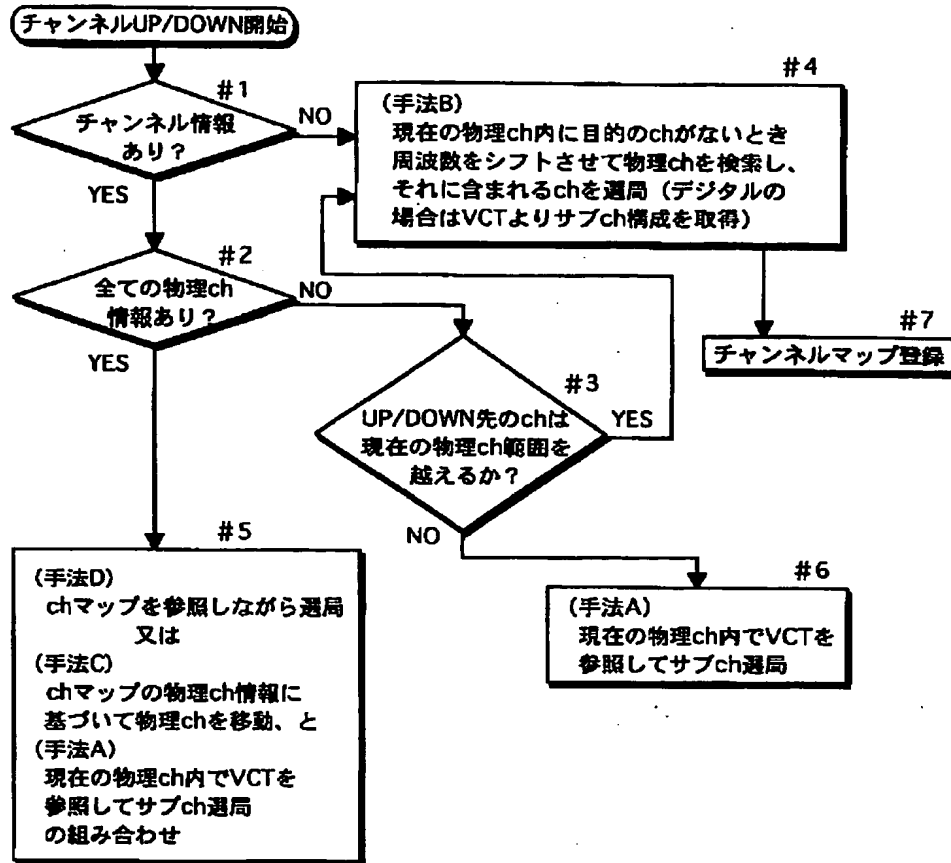 チャンネルUP/DOWN開始
#1
チャンネル情報
あり？
NO
YES
#4
(手法B)
現在の物理ch内に目的のchがないとき
周波数をシフトさせて物理chを検索し、
それに含まれるchを選局（デジタルの
場合はVCTよりサブch構成を取得）
#2
全ての物理ch
情報あり？
NO
YES
#7
チャンネルマップ登録
#3
UP/DOWN先のchは
現在の物理ch範囲を
越えるか？
YES
NO
#5
(手法D)
chマップを参照しながら選局
又は
(手法C)
chマップの物理ch情報に
基づいて物理chを移動、と
(手法A)
現在の物理ch内でVCTを
参照してサブch選局
の組み合わせ
#6
(手法A)
現在の物理ch内でVCTを
参照してサブch選局